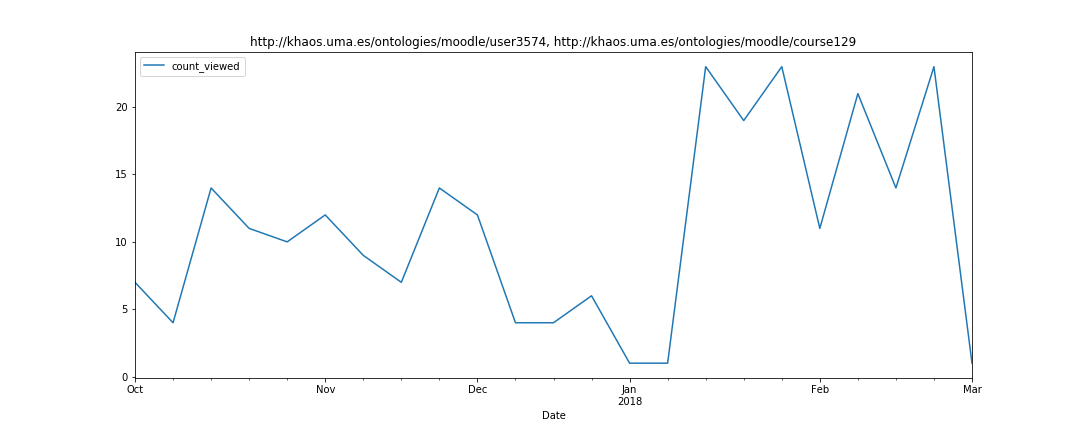 http://khaos.uma.es/ontologies/moodle/user3574, http://khaos.uma.es/ontologies/moodle/course129
count_viewed
20
15
10
5
0
Oct Nov Dec Jan Feb Mar
2018
Date